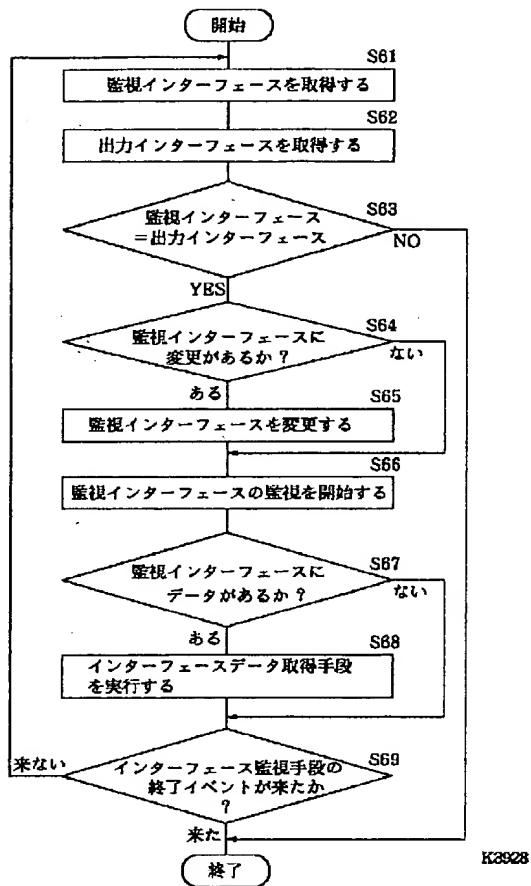 開始
S61
監視インターフェースを取得する
S62
出力インターフェースを取得する
S63
監視インターフェース
=出力インターフェース
NO
YES
S64
監視インターフェースに
変更があるか?
ない
ある
S65
監視インターフェースを変更する
S66
監視インターフェースの監視を開始する
S67
監視インターフェースに
データがあるか?
ない
ある
S68
インターフェースデータ取得手段
を実行する
S69
来ない
インターフェース監視手段の
終了イベントが来たか
?
来た
終了
K3928